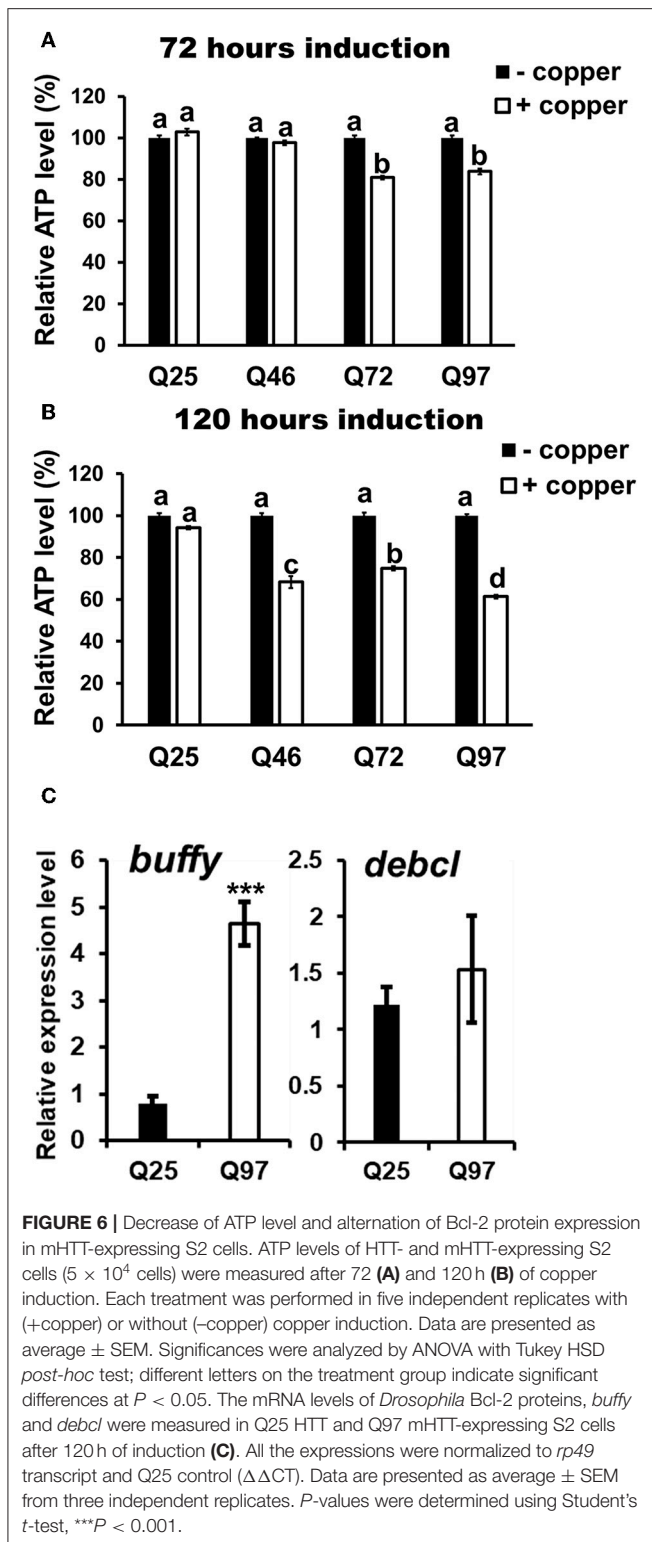 A
72 hours induction
- copper
+ copper
Relative ATP level (%)
120
100
80
60
40
20
0
a a a a a b a b
Q25 Q46 Q72 Q97
B
120 hours induction
- copper
+ copper
Relative ATP level (%)
120
100
80
60
40
20
0
a a a c a b a d
Q25 Q46 Q72 Q97
C
buffy
Relative expression level
6
5
4
3
2
1
0
***
Q25 Q97
debcl
2.5
2
1.5
1
0.5
0
Q25 Q97
FIGURE 6 | Decrease of ATP level and alternation of Bcl-2 protein expression
in mHTT-expressing S2 cells. ATP levels of HTT- and mHTT-expressing S2
cells (5 × 10⁴ cells) were measured after 72 (A) and 120 h (B) of copper
induction. Each treatment was performed in five independent replicates with
(+copper) or without (–copper) copper induction. Data are presented as
average ± SEM. Significances were analyzed by ANOVA with Tukey HSD
post-hoc test; different letters on the treatment group indicate significant
differences at P < 0.05. The mRNA levels of Drosophila Bcl-2 proteins, buffy
and debcl were measured in Q25 HTT and Q97 mHTT-expressing S2 cells
after 120 h of induction (C). All the expressions were normalized to rp49
transcript and Q25 control (ΔΔCT). Data are presented as average ± SEM
from three independent replicates. P-values were determined using Student's
t-test, ***P < 0.001.